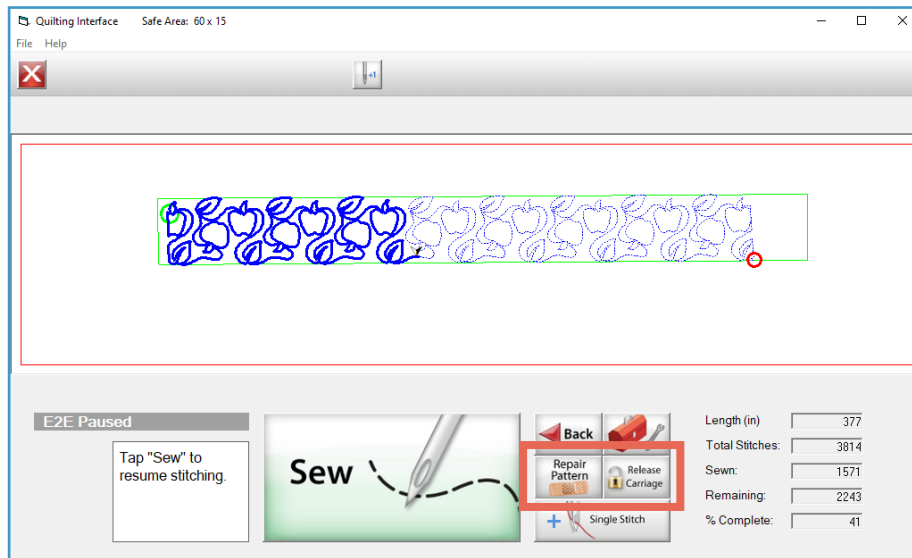 Quilting Interface Safe Area: 60 x 15
File Help
+1
E2E Paused
Tap "Sew" to
resume stitching.
Sew
Back
Repair
Pattern
Release
Carriage
+ Single Stitch
Length (in) 377
Total Stitches: 3814
Sewn: 1571
Remaining: 2243
% Complete: 41